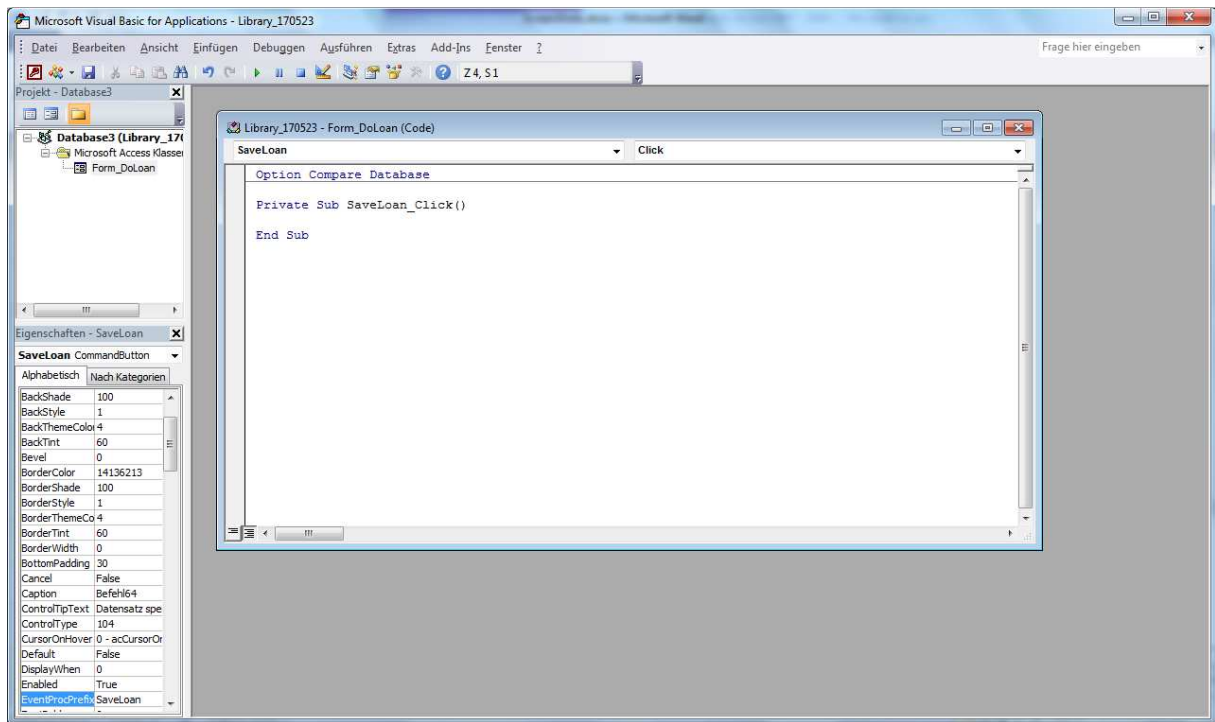 Microsoft Visual Basic for Applications - Library_170523
Datei Bearbeiten Ansicht Einfügen Debuggen Ausführen Extras Add-Ins Fenster ?
Frage hier eingeben
Z 4, S 1
Projekt - Database3
Database3 (Library_170
Microsoft Access Klassen
Form_DoLoan
Library_170523 - Form_DoLoan (Code)
SaveLoan
Click
Option Compare Database
Private Sub SaveLoan_Click()
End Sub
Eigenschaften - SaveLoan
SaveLoan CommandButton
Alphabetisch
Nach Kategorien
BackShade 100
BackStyle 1
BackThemeColor 4
BackTint 60
Bevel 0
BorderColor 14136213
BorderShade 100
BorderStyle 1
BorderThemeCo 4
BorderTint 60
BorderWidth 0
BottomPadding 30
Cancel False
Caption Befehl64
ControlTipText Datensatz spe
ControlType 104
CursorOnHover 0 - acCursorOn
Default False
DisplayWhen 0
Enabled True
EventProcPrefix SaveLoan